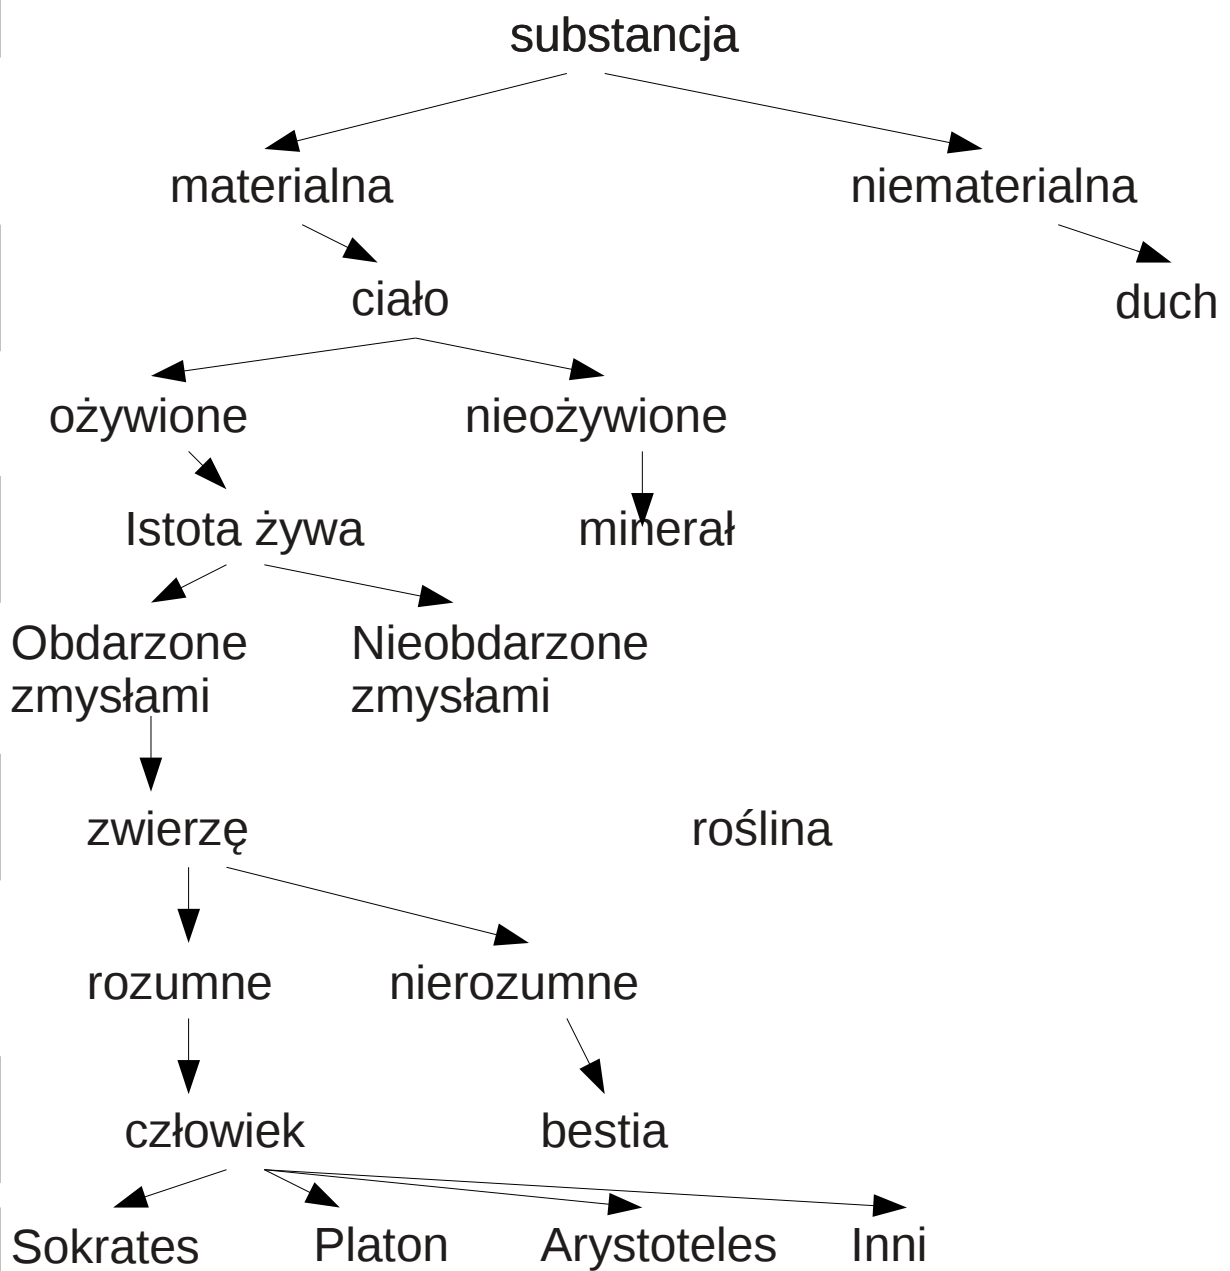 substancja
materialna niematerialna
ciało duch
ożywione nieożywione
Istota żywa minerał
Obdarzone Nieobdarzone
zmysłami zmysłami
zwierzę roślina
rozumne nierozumne
człowiek bestia
Sokrates Platon Arystoteles Inni